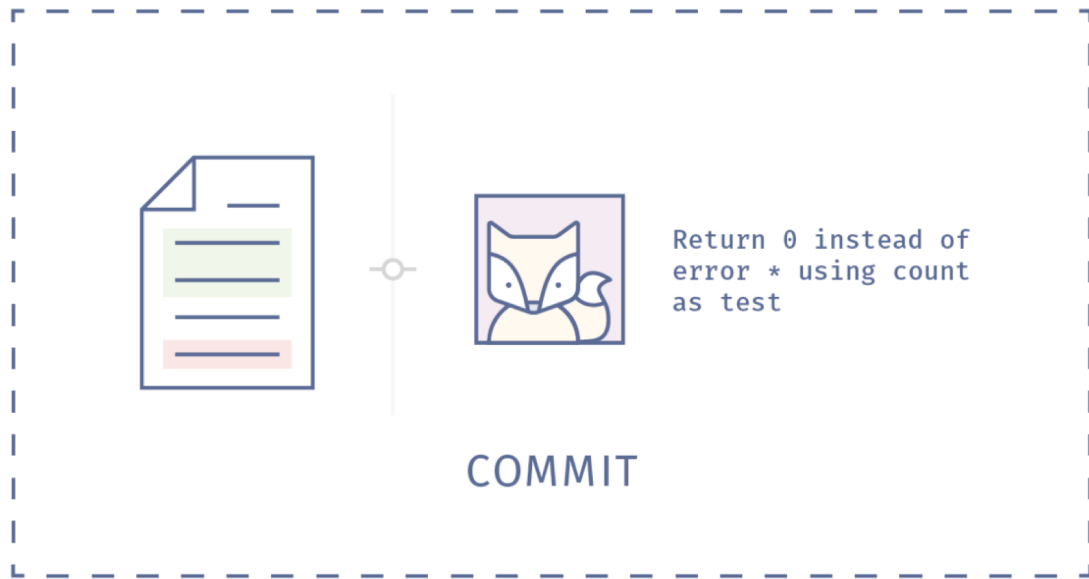 Return 0 instead of
error * using count
as test
COMMIT